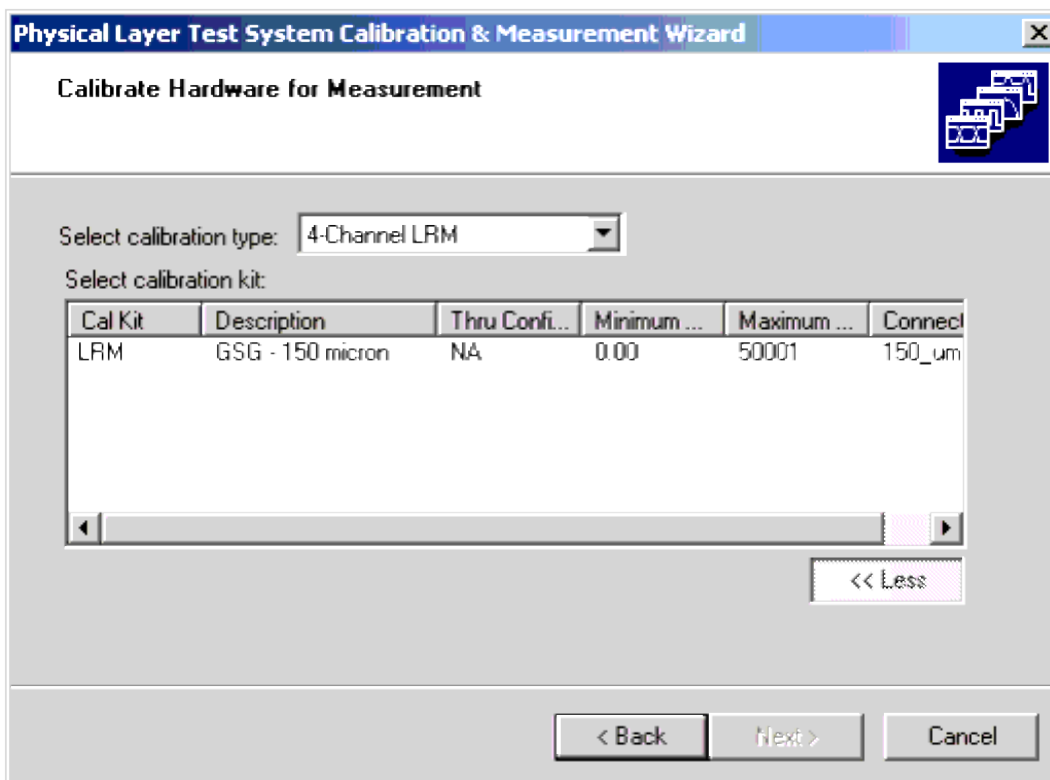 Physical Layer Test System Calibration & Measurement Wizard
Calibrate Hardware for Measurement
Select calibration type: 4-Channel LRM
Select calibration kit:
Cal Kit Description Thru Confi... Minimum ... Maximum ... Connect
LRM GSG - 150 micron NA 0.00 50001 150_um
<< Less
< Back Next > Cancel